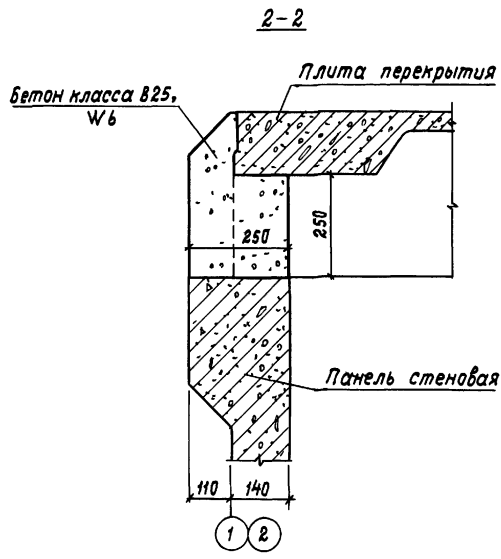 2-2
Плита перекрытия
Бетон класса В25,
W6
250
250
Панель стеновая
110 140
1 2